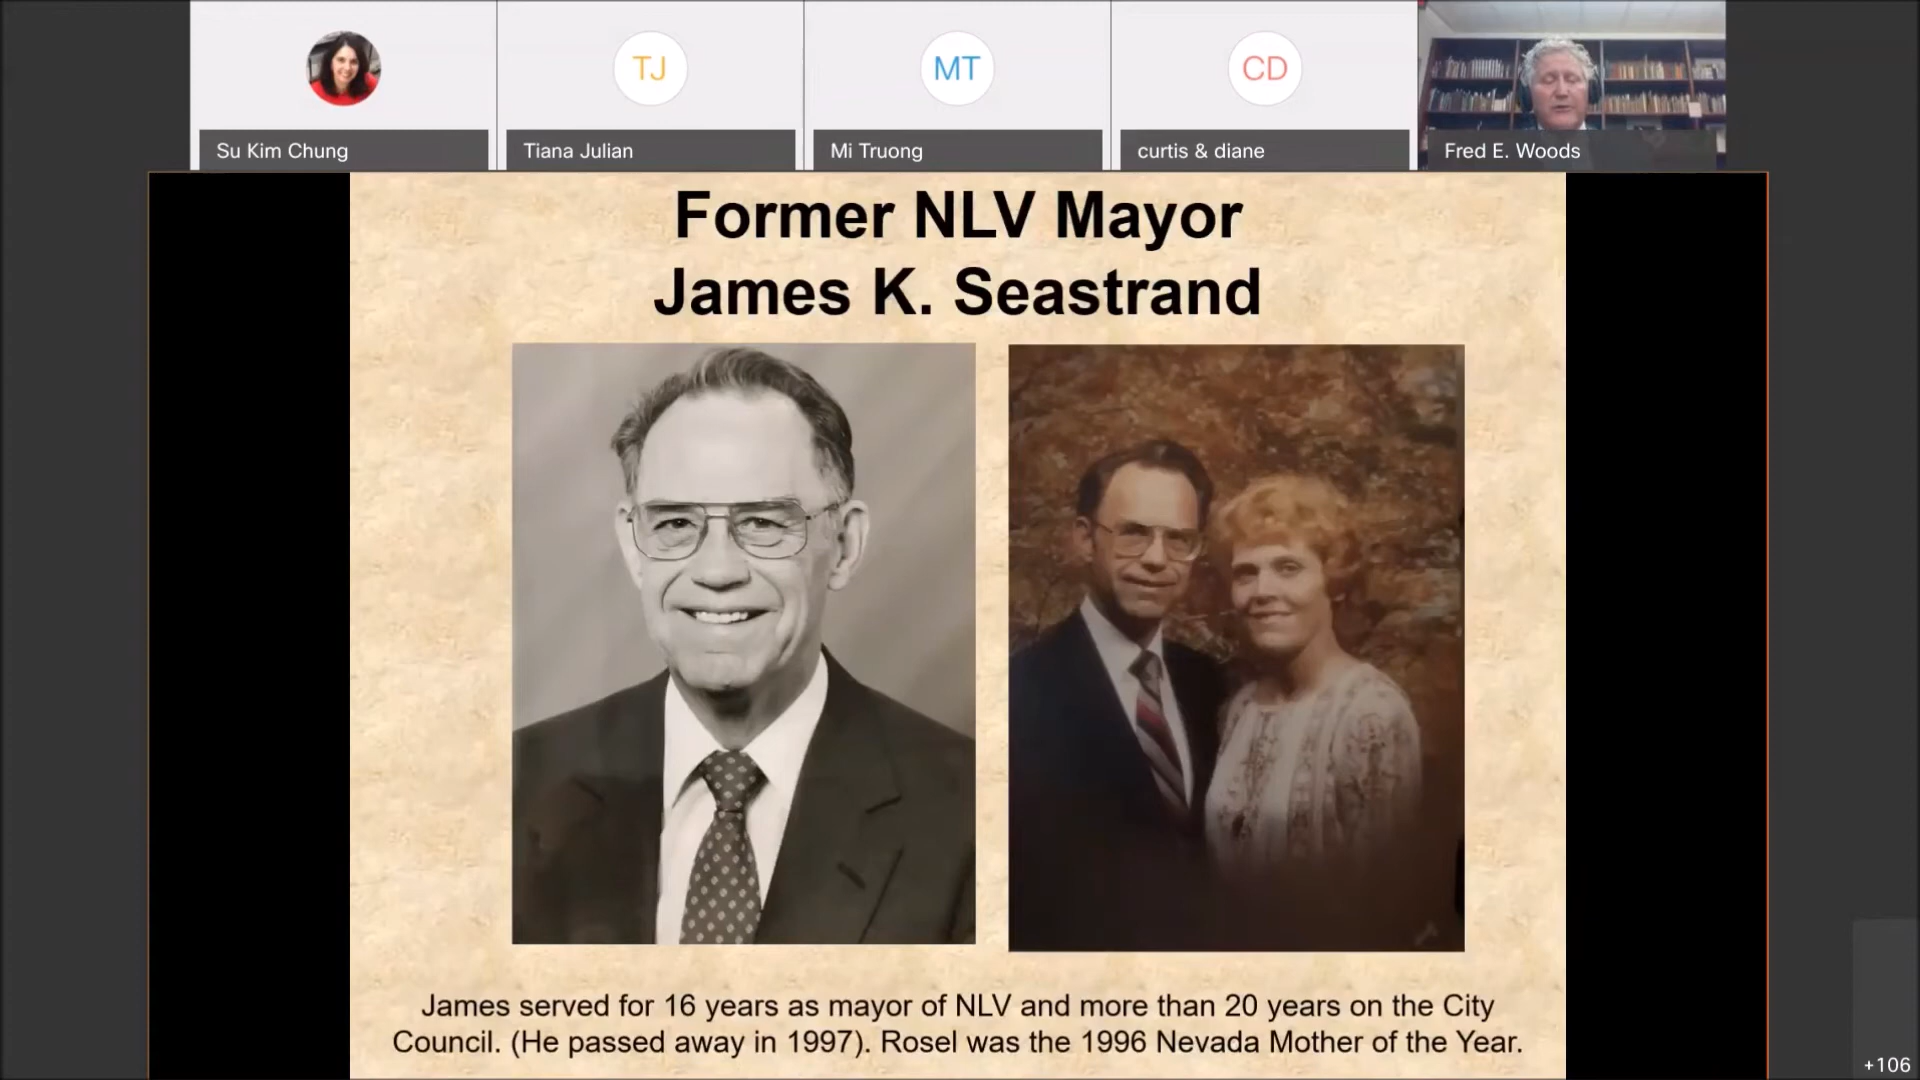 TJ
MT
CD
Su Kim Chung
Tiana Julian
Mi Truong
curtis & diane
Fred E. Woods
Former NLV Mayor
James K. Seastrand
James served for 16 years as mayor of NLV and more than 20 years on the City
Council. (He passed away in 1997). Rosel was the 1996 Nevada Mother of the Year.
+106